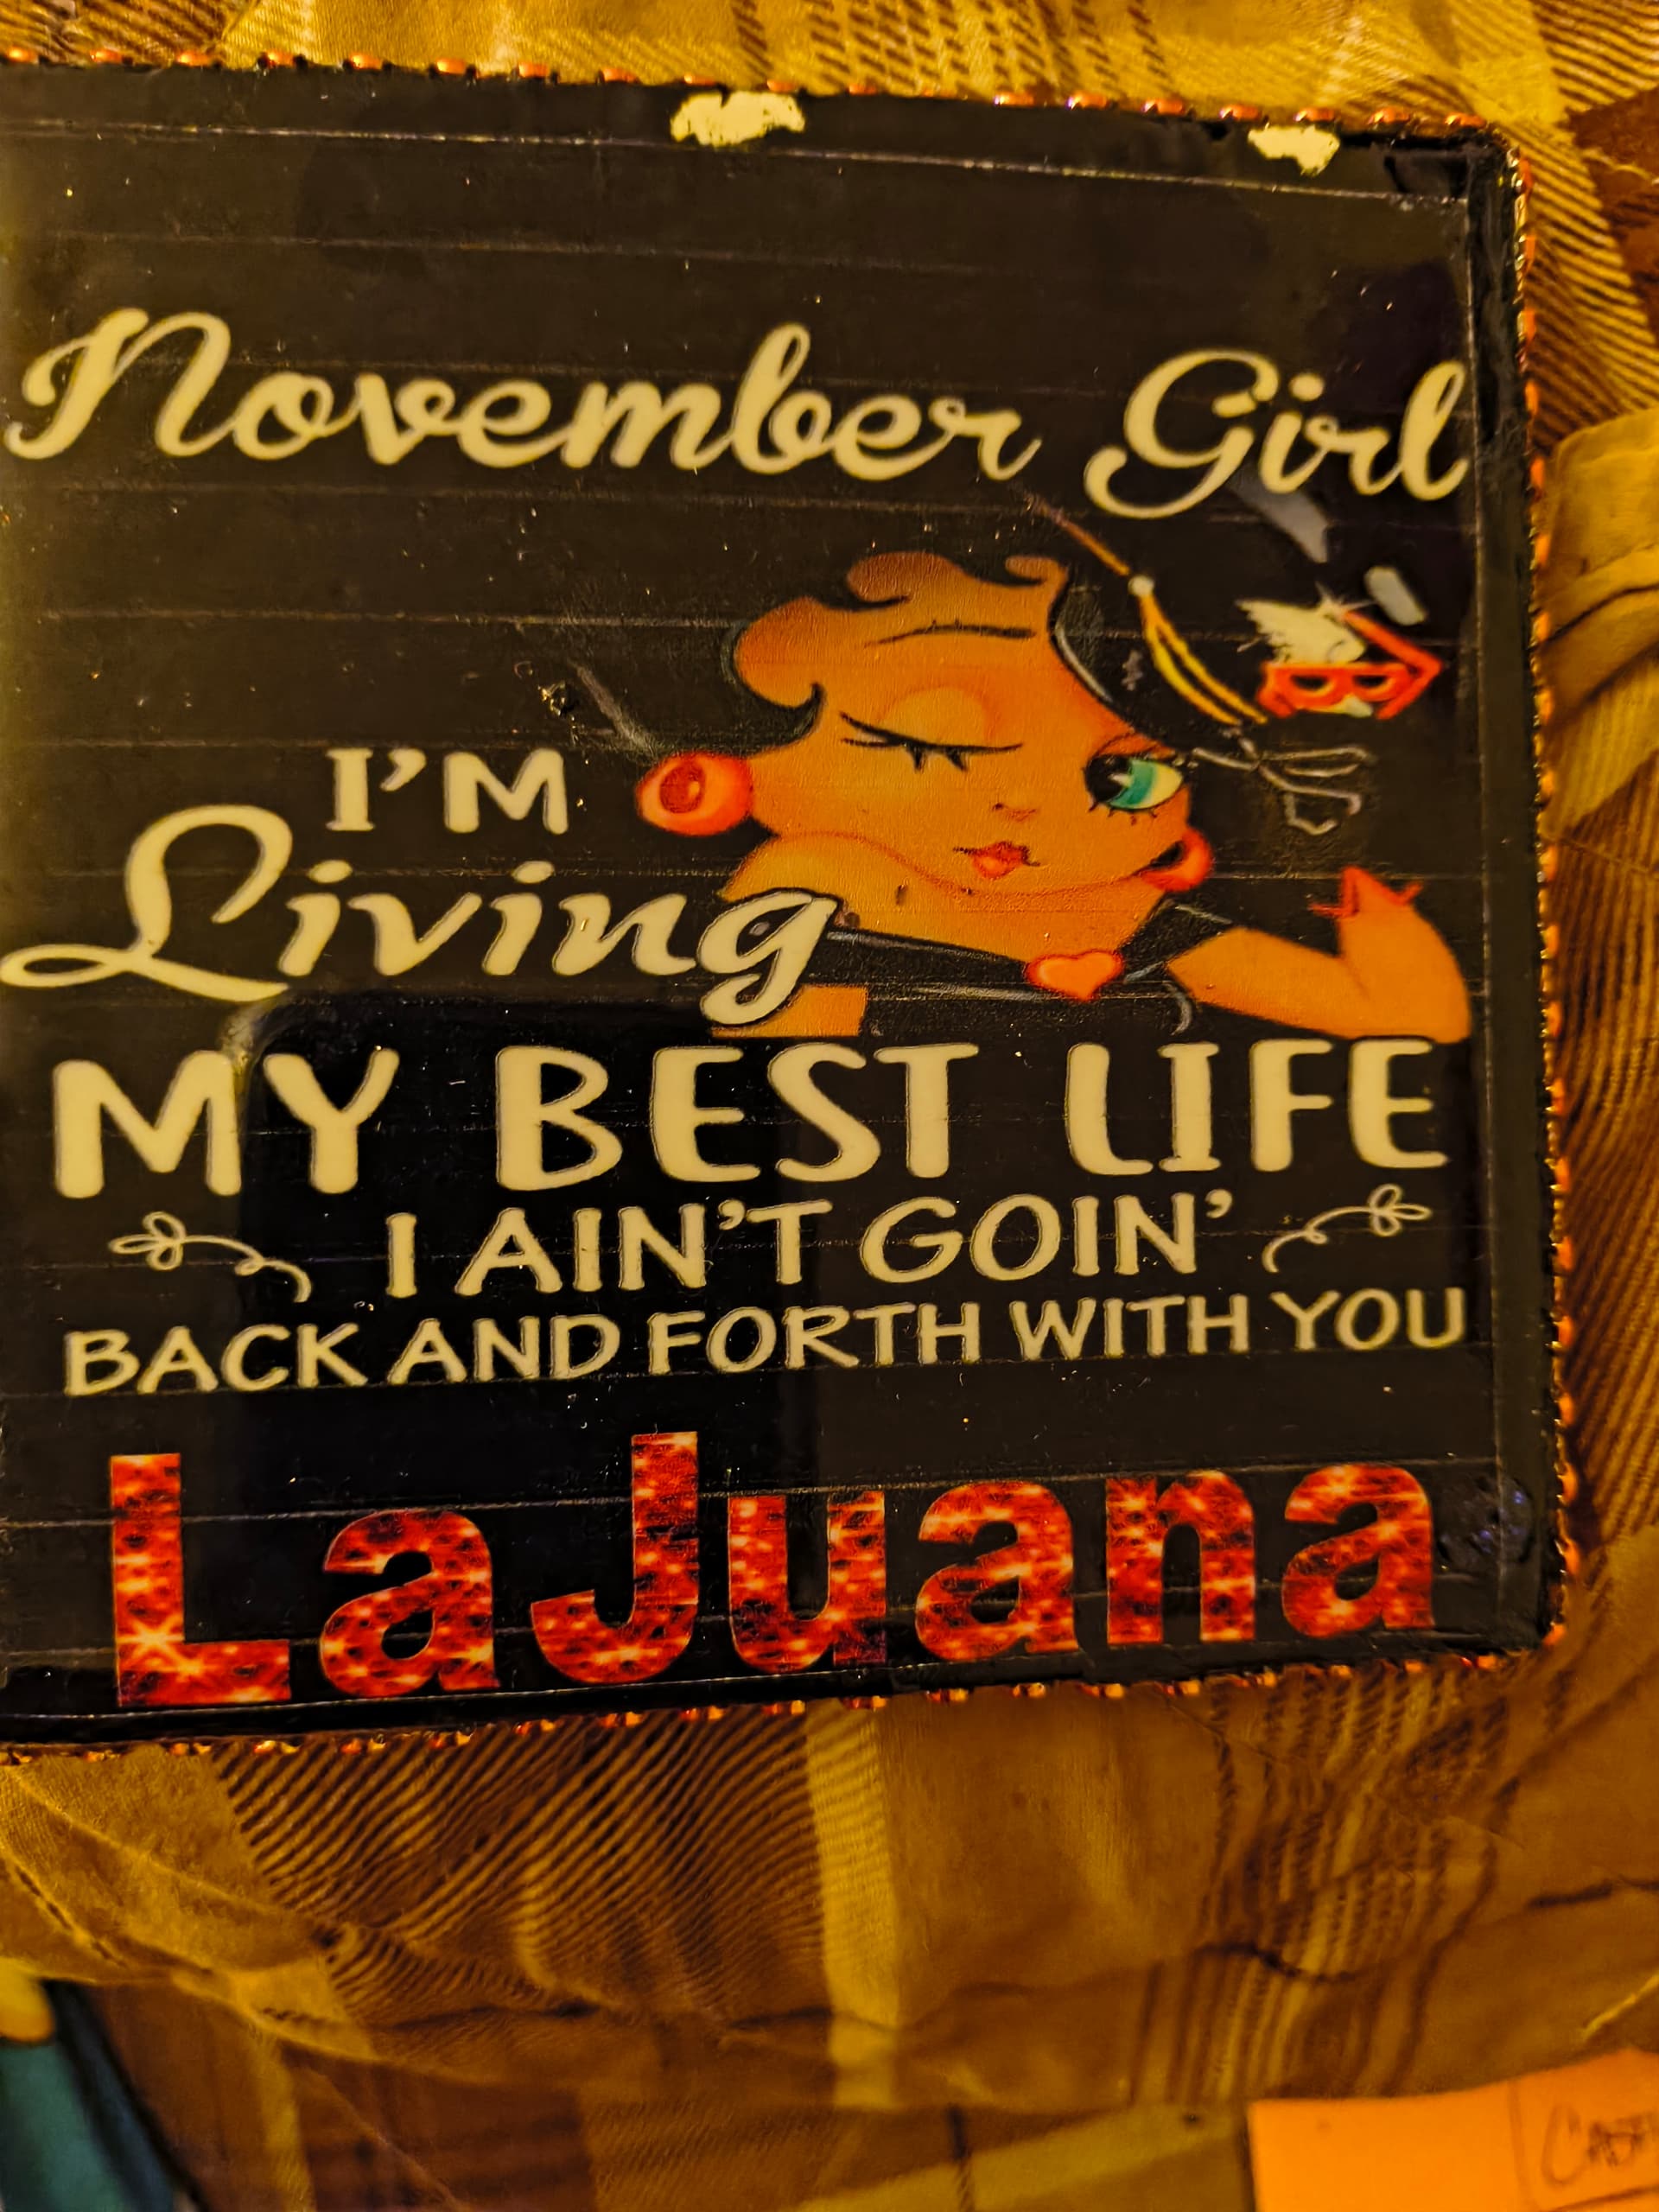 November Girl
I'M
Living
MY BEST LIFE
I AIN'T GOIN'
BACK AND FORTH WITH YOU
LaJuana